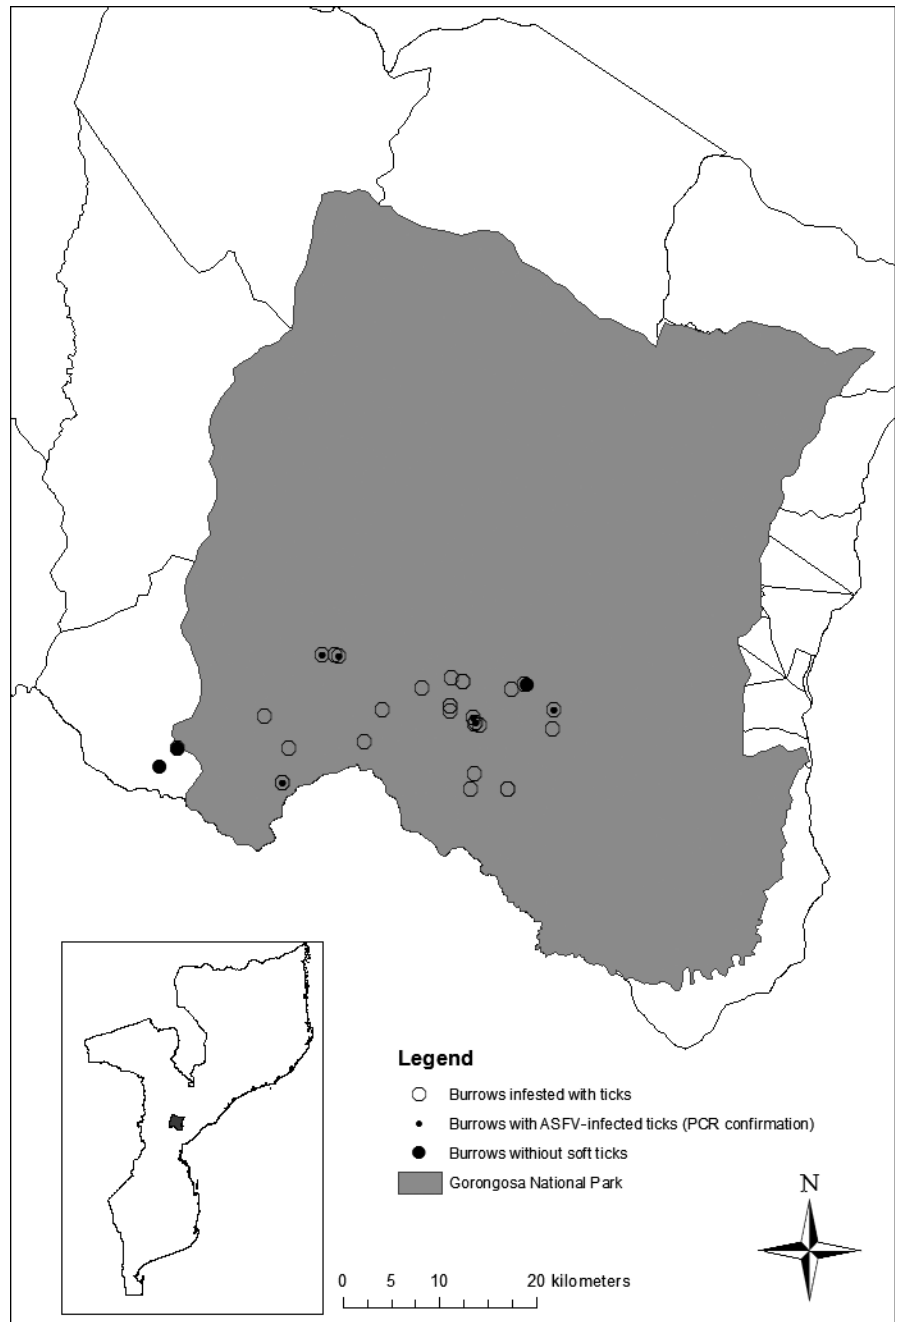 Legend
Burrows infested with ticks
Burrows with ASFV-infected ticks (PCR confirmation)
Burrows without soft ticks
Gorongosa National Park
N
0 5 10 20 kilometers